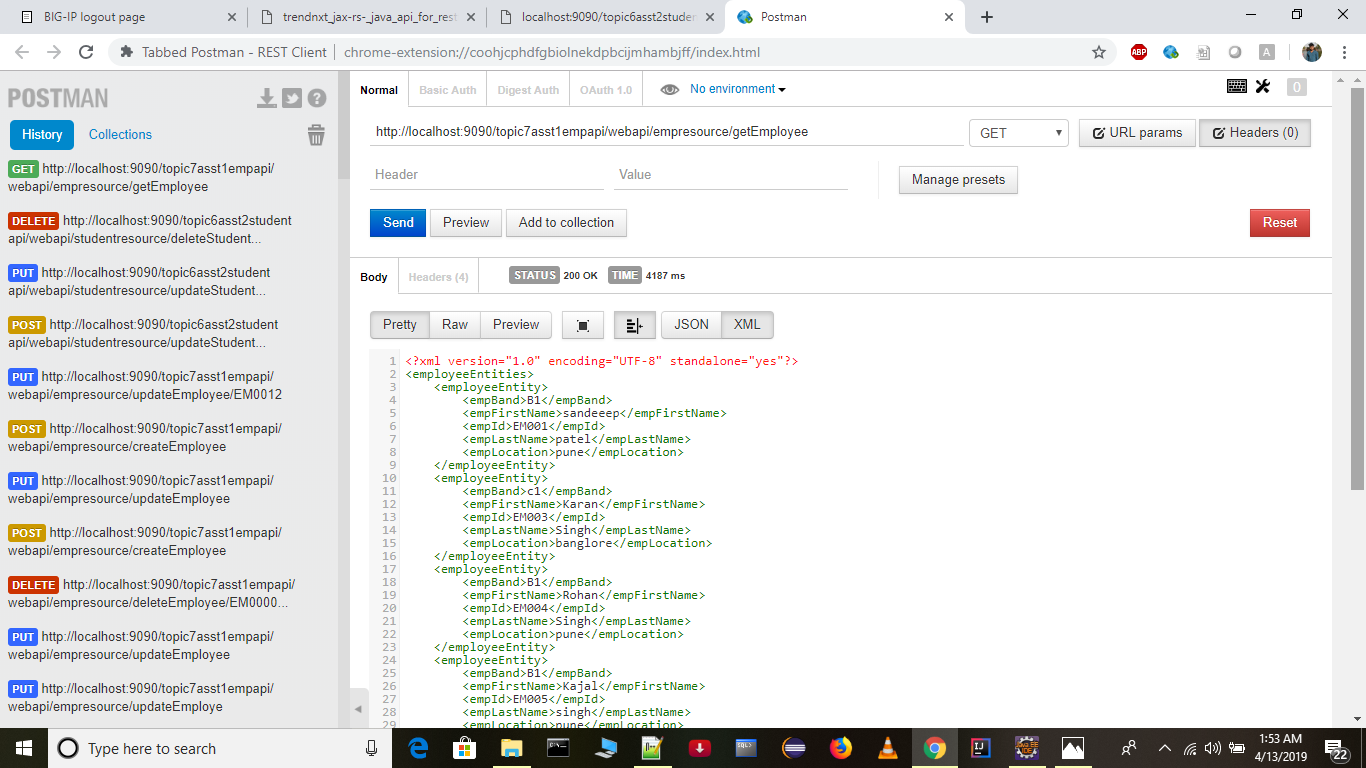 BIG-IP logout page
trendnxt_jax-rs-_java_api_for_rest
localhost:9090/topic6asst2studen
Postman
Tabbed Postman - REST Client | chrome-extension://coohjcphdfgbiolnekdpbcijmhambjff/index.html
ABP
A
POSTMAN
History
Collections
GET http://localhost:9090/topic7asst1empapi/
webapi/empresource/getEmployee
DELETE http://localhost:9090/topic6asst2student
api/webapi/studentresource/deleteStudent...
PUT http://localhost:9090/topic6asst2student
api/webapi/studentresource/updateStudent...
POST http://localhost:9090/topic6asst2student
api/webapi/studentresource/updateStudent...
PUT http://localhost:9090/topic7asst1empapi/
webapi/empresource/updateEmployee/EM0012
POST http://localhost:9090/topic7asst1empapi/
webapi/empresource/createEmployee
PUT http://localhost:9090/topic7asst1empapi/
webapi/empresource/updateEmployee
POST http://localhost:9090/topic7asst1empapi/
webapi/empresource/createEmployee
DELETE http://localhost:9090/topic7asst1empapi/
webapi/empresource/deleteEmployee/EM0000...
PUT http://localhost:9090/topic7asst1empapi/
webapi/empresource/updateEmployee
PUT http://localhost:9090/topic7asst1empapi/
webapi/empresource/updateEmploye
Normal
Basic Auth
Digest Auth
OAuth 1.0
No environment
0
http://localhost:9090/topic7asst1empapi/webapi/empresource/getEmployee
GET
URL params
Headers (0)
Header
Value
Manage presets
Send
Preview
Add to collection
Reset
Body
Headers (4)
STATUS 200 OK
TIME 4187 ms
Pretty
Raw
Preview
JSON
XML
1 <?xml version="1.0" encoding="UTF-8" standalone="yes"?>
2 <employeeEntities>
3 <employeeEntity>
4 <empBand>B1</empBand>
5 <empFirstName>sandeeep</empFirstName>
6 <empId>EM001</empId>
7 <empLastName>patel</empLastName>
8 <empLocation>pune</empLocation>
9 </employeeEntity>
10 <employeeEntity>
11 <empBand>c1</empBand>
12 <empFirstName>Karan</empFirstName>
13 <empId>EM003</empId>
14 <empLastName>Singh</empLastName>
15 <empLocation>banglore</empLocation>
16 </employeeEntity>
17 <employeeEntity>
18 <empBand>B1</empBand>
19 <empFirstName>Rohan</empFirstName>
20 <empId>EM004</empId>
21 <empLastName>Singh</empLastName>
22 <empLocation>pune</empLocation>
23 </employeeEntity>
24 <employeeEntity>
25 <empBand>B1</empBand>
26 <empFirstName>Kajal</empFirstName>
27 <empId>EM005</empId>
28 <empLastName>singh</empLastName>
29 <empLocation>pune</empLocation>
Type here to search
1:53 AM
4/13/2019
22